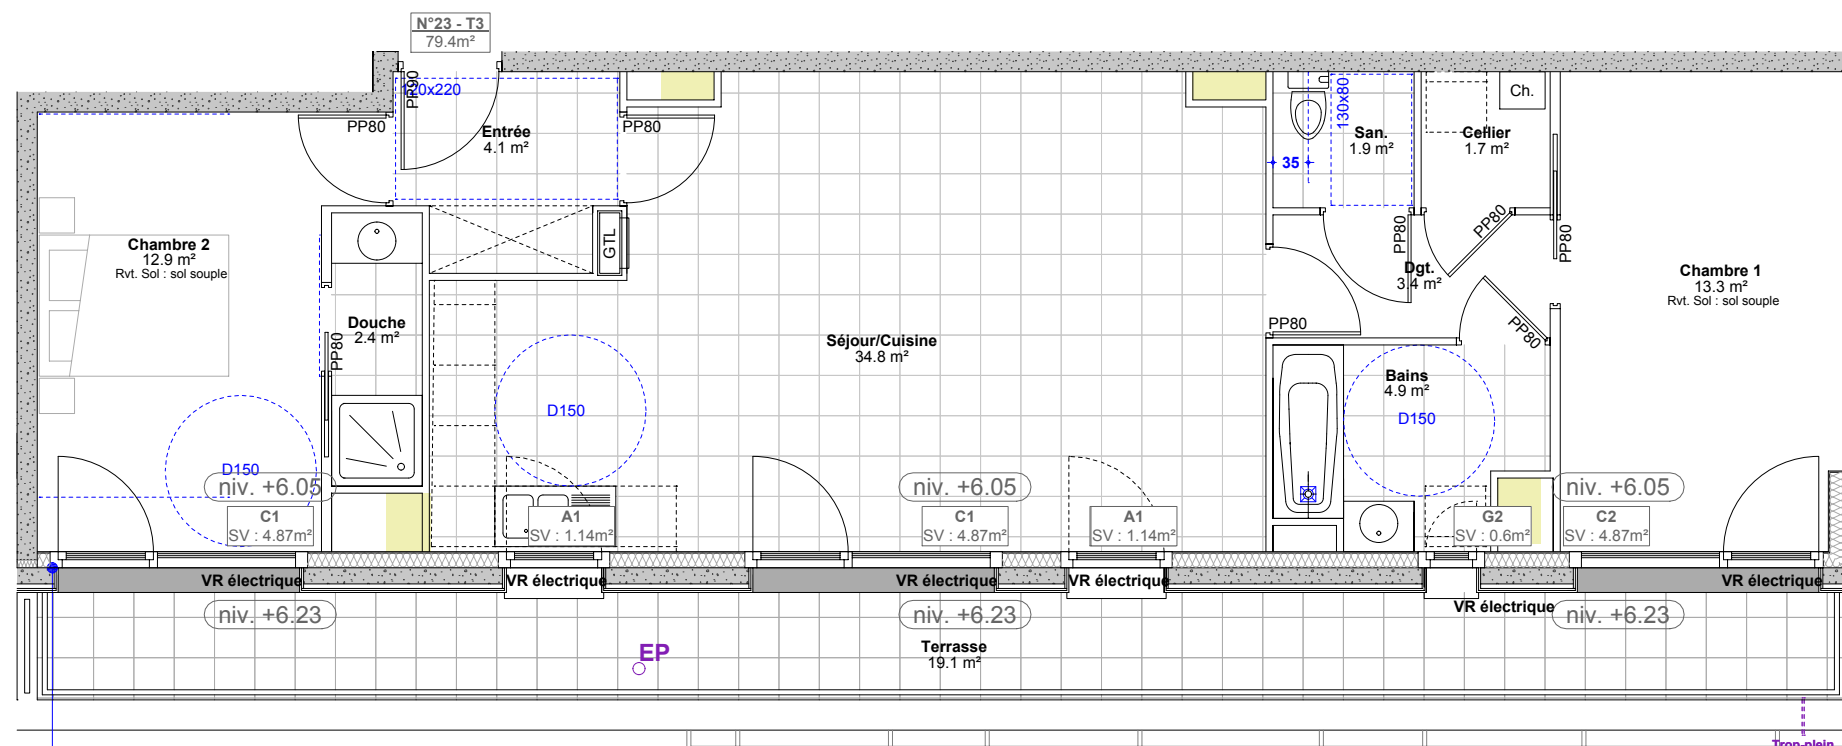 N°23 - T3
79.4m²
PP90
120x220
PP80
Entrée
4.1 m²
PP80
130x80
San.
1.9 m²
35
Cellier
1.7 m²
Ch.
GTL
Chambre 2
12.9 m²
Rvt. Sol : sol souple
Douche
2.4 m²
PP80
Séjour/Cuisine
34.8 m²
PP80
PP80
PP80
Dgt.
3.4 m²
PP80
PP80
Chambre 1
13.3 m²
Rvt. Sol : sol souple
Bains
4.9 m²
D150
D150
D150
niv. +6.05
niv. +6.05
niv. +6.05
C1
SV : 4.87m²
A1
SV : 1.14m²
C1
SV : 4.87m²
A1
SV : 1.14m²
G2
SV : 0.6m²
C2
SV : 4.87m²
VR électrique
VR électrique
VR électrique
VR électrique
VR électrique
VR électrique
niv. +6.23
niv. +6.23
niv. +6.23
EP
Terrasse
19.1 m²
Trop-plein